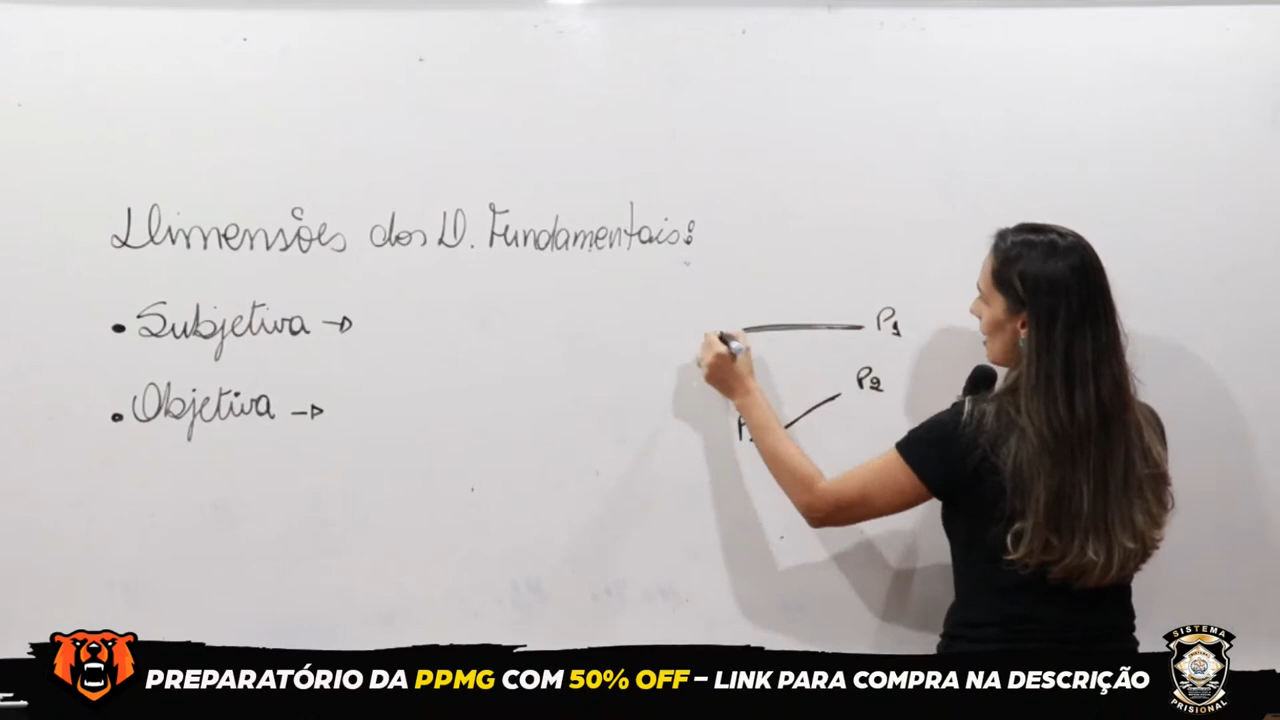 Dimensões dos D. Fundamentais:
• Subjetiva →
• Objetiva →
P1
P2
PREPARATÓRIO DA PPMG COM 50% OFF – LINK PARA COMPRA NA DESCRIÇÃO
SISTEMA
PRISIONAL